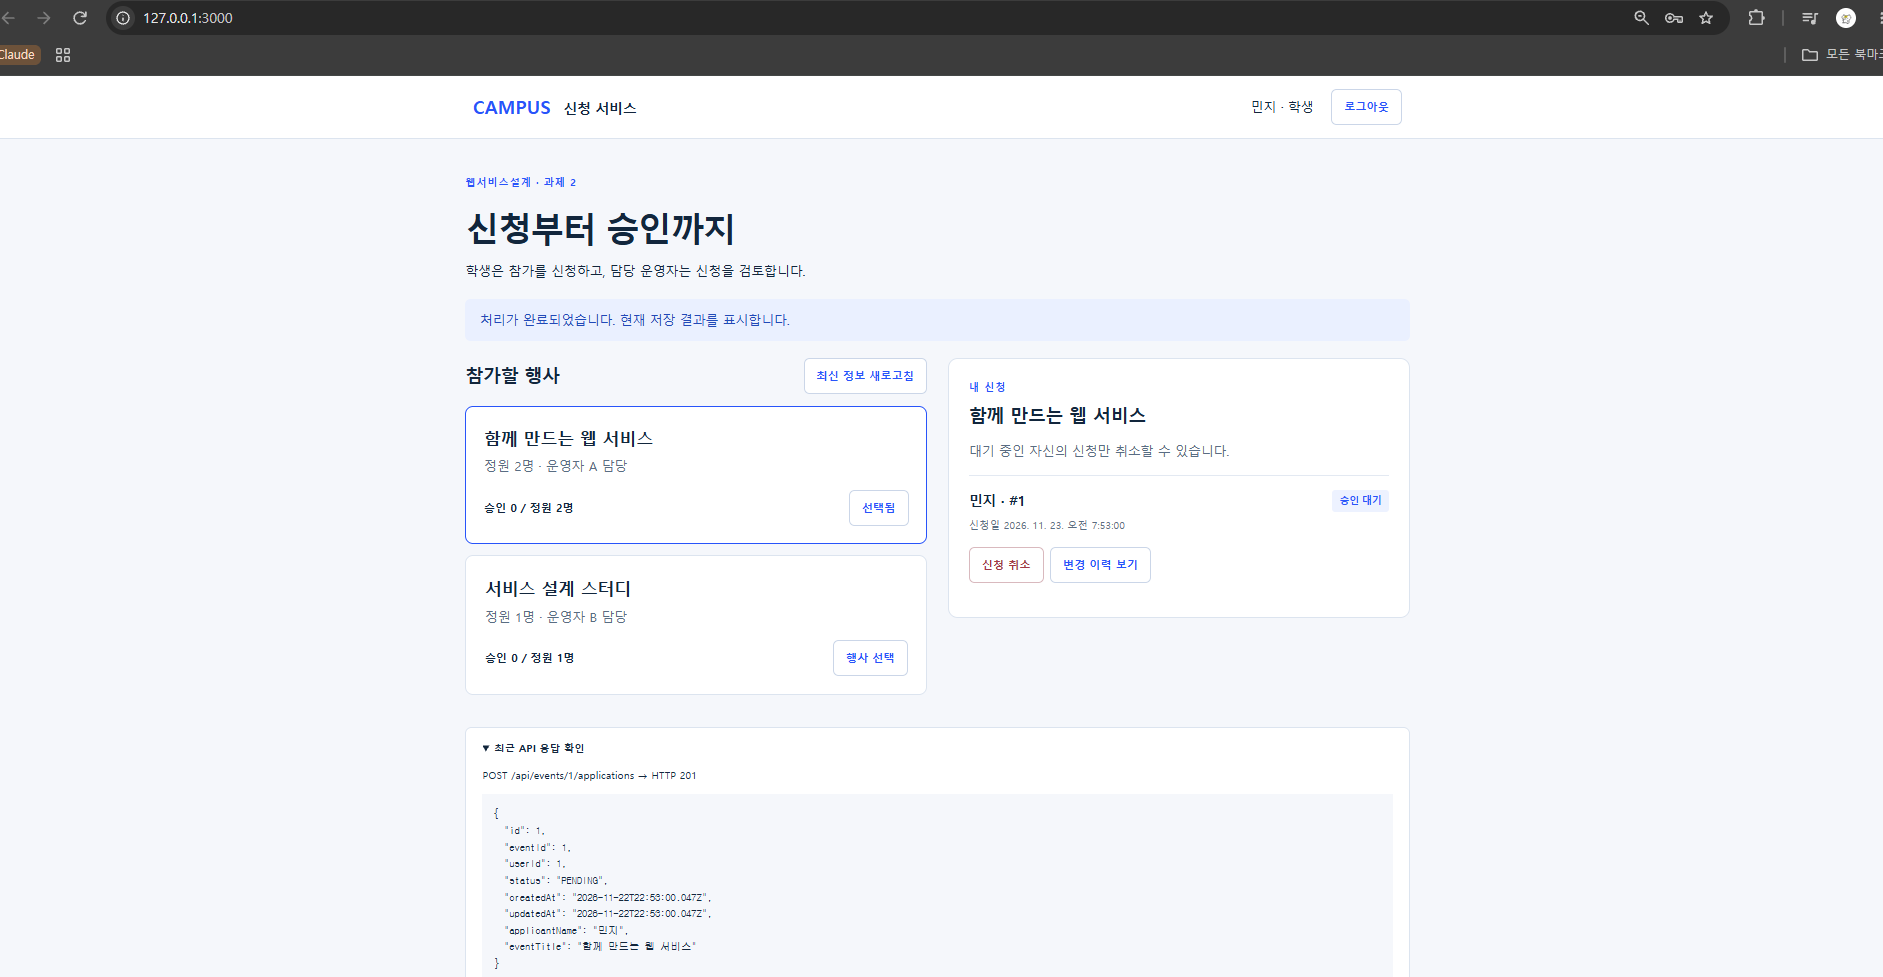 127.0.0.1:3000
Claude
모든 북마크
CAMPUS 신청 서비스
민지 · 학생
로그아웃
웹서비스설계 · 과제 2
신청부터 승인까지
학생은 참가를 신청하고, 담당 운영자는 신청을 검토합니다.
처리가 완료되었습니다. 현재 저장 결과를 표시합니다.
참가할 행사
최신 정보 새로고침
함께 만드는 웹 서비스
정원 2명 · 운영자 A 담당
승인 0 / 정원 2명
선택됨
서비스 설계 스터디
정원 1명 · 운영자 B 담당
승인 0 / 정원 1명
행사 선택
내 신청
함께 만드는 웹 서비스
대기 중인 자신의 신청만 취소할 수 있습니다.
민지 · #1
승인 대기
신청일 2026. 11. 23. 오전 7:53:00
신청 취소
변경 이력 보기
▼ 최근 API 응답 확인
POST /api/events/1/applications → HTTP 201
{
"id": 1,
"eventId": 1,
"userId": 1,
"status": "PENDING",
"createdAt": "2026-11-22T22:53:00.047Z",
"updatedAt": "2026-11-22T22:53:00.047Z",
"applicantName": "민지",
"eventTitle": "함께 만드는 웹 서비스"
}